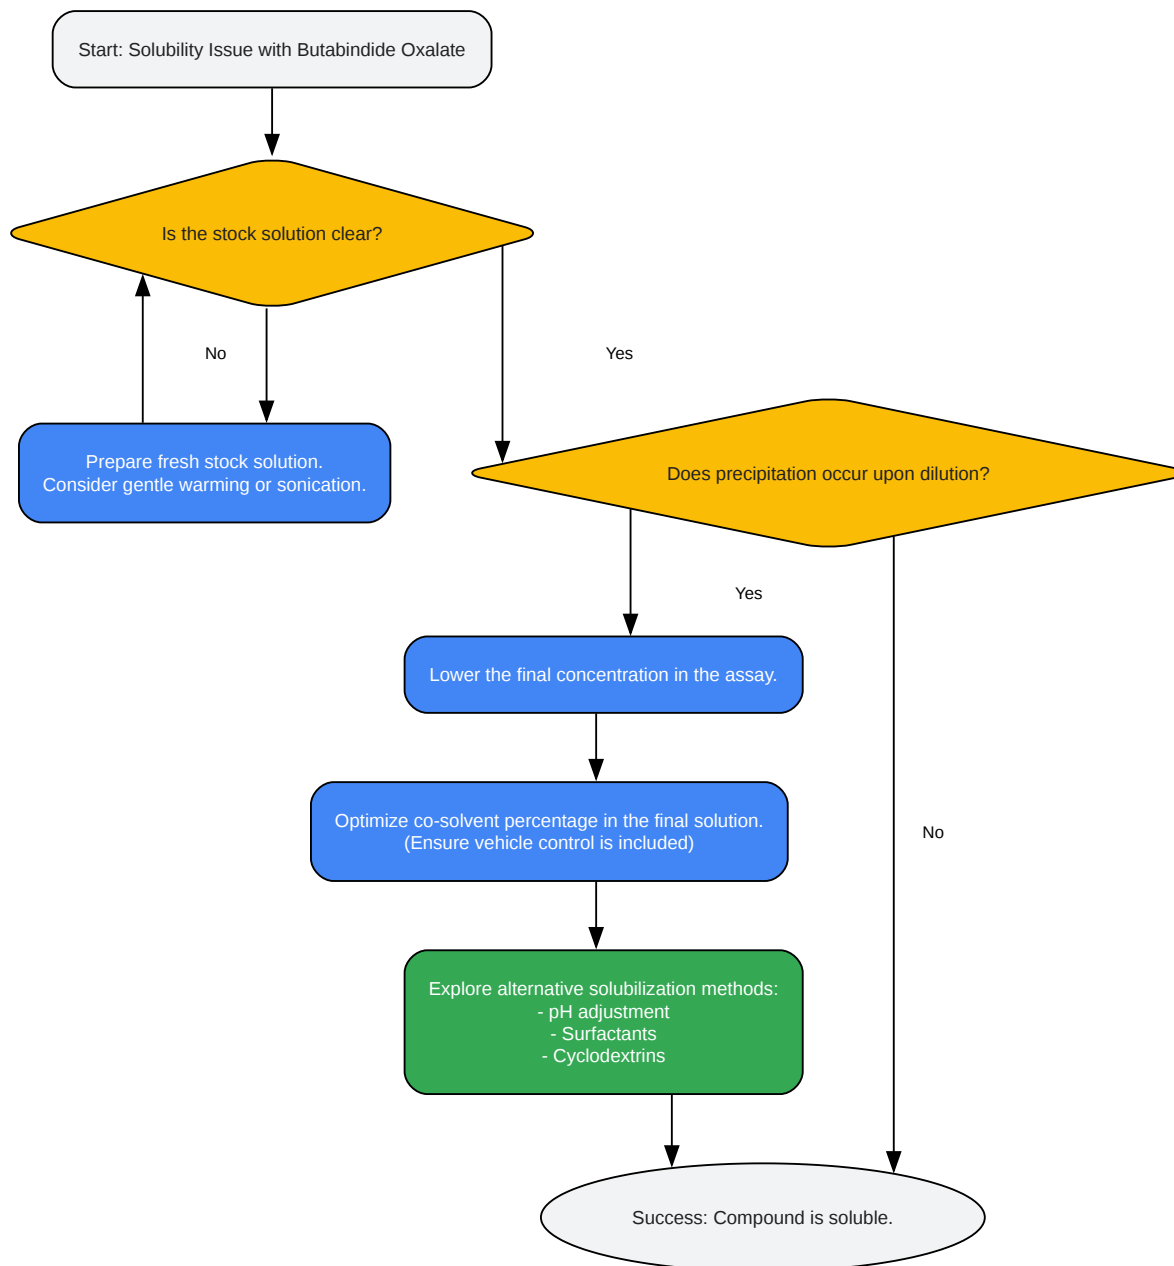 Start: Solubility Issue with Butabindide Oxalate
Is the stock solution clear?
No
Yes
Prepare fresh stock solution.
Consider gentle warming or sonication.
Does precipitation occur upon dilution?
Yes
Lower the final concentration in the assay.
Optimize co-solvent percentage in the final solution.
(Ensure vehicle control is included)
No
Explore alternative solubilization methods:
- pH adjustment
- Surfactants
- Cyclodextrins
Success: Compound is soluble.